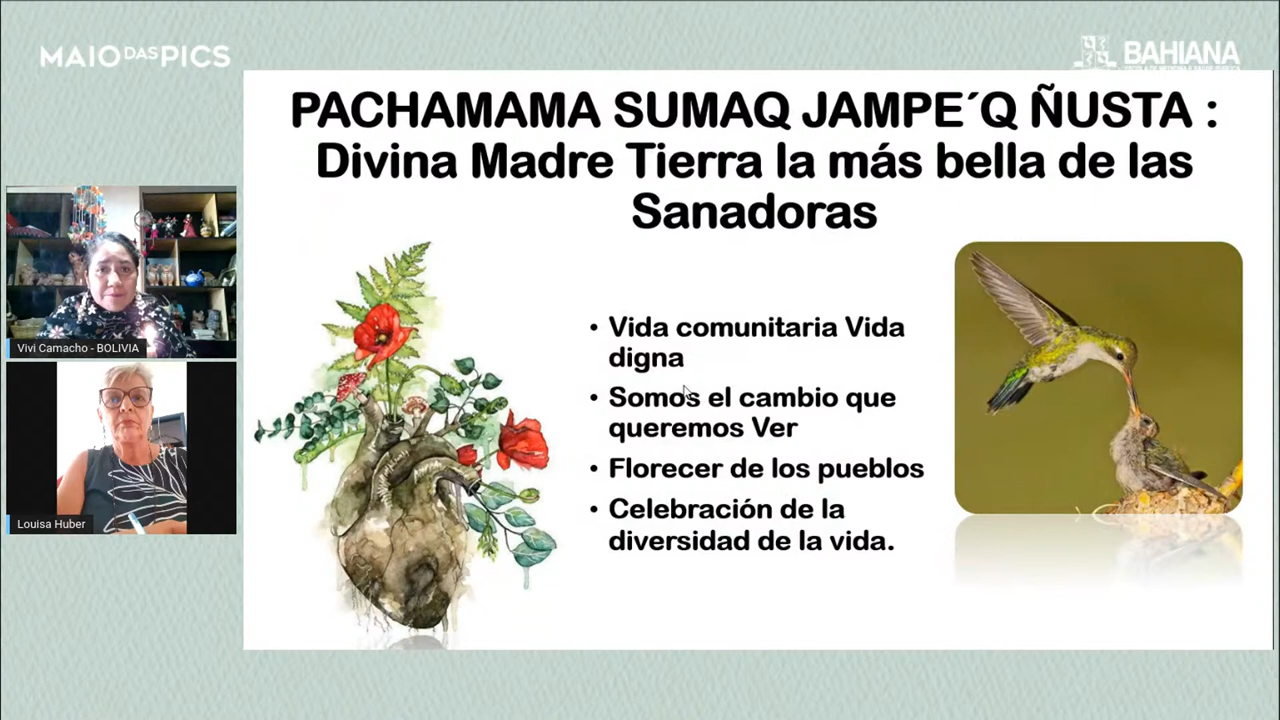 MAIO DAS PICS
BAHIANA
PACHAMAMA SUMAQ JAMPE´Q ÑUSTA :
Divina Madre Tierra la más bella de las
Sanadoras
• Vida comunitaria Vida
digna
• Somos el cambio que
queremos Ver
• Florecer de los pueblos
• Celebración de la
diversidad de la vida.
Vivi Camacho - BOLIVIA
Louisa Huber